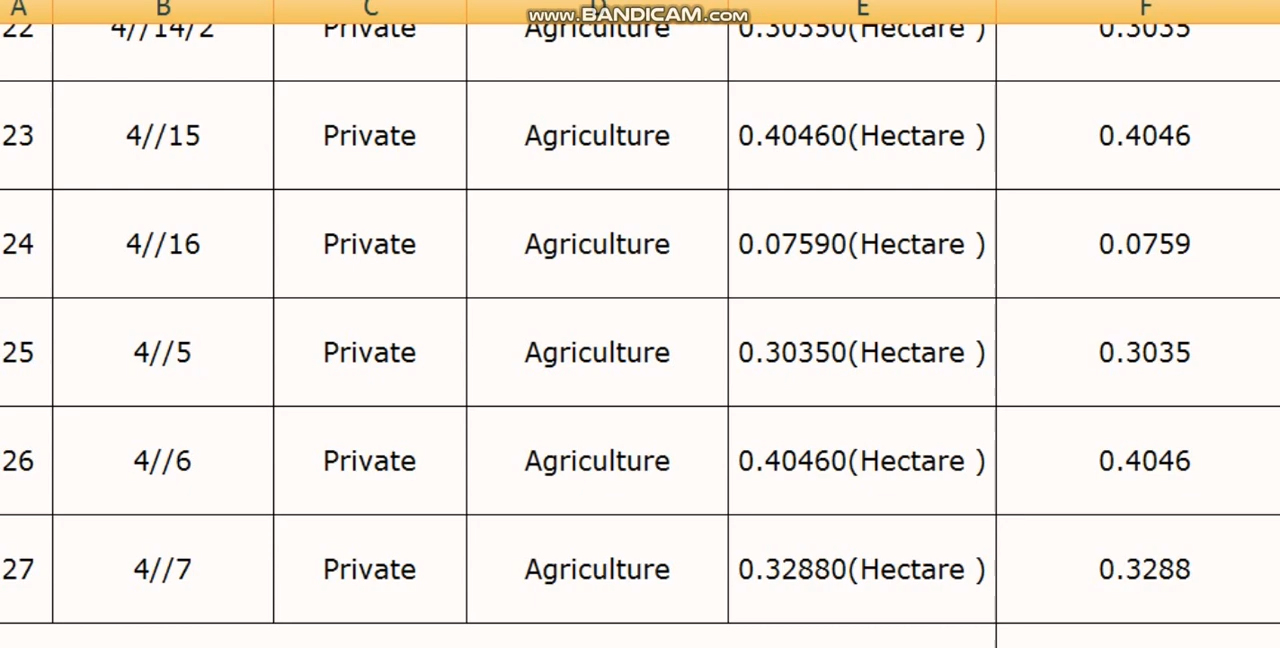 A B C D E F
www.BANDICAM.com
22 4//14/2 Private Agriculture 0.30350(Hectare ) 0.3035
23 4//15 Private Agriculture 0.40460(Hectare ) 0.4046
24 4//16 Private Agriculture 0.07590(Hectare ) 0.0759
25 4//5 Private Agriculture 0.30350(Hectare ) 0.3035
26 4//6 Private Agriculture 0.40460(Hectare ) 0.4046
27 4//7 Private Agriculture 0.32880(Hectare ) 0.3288